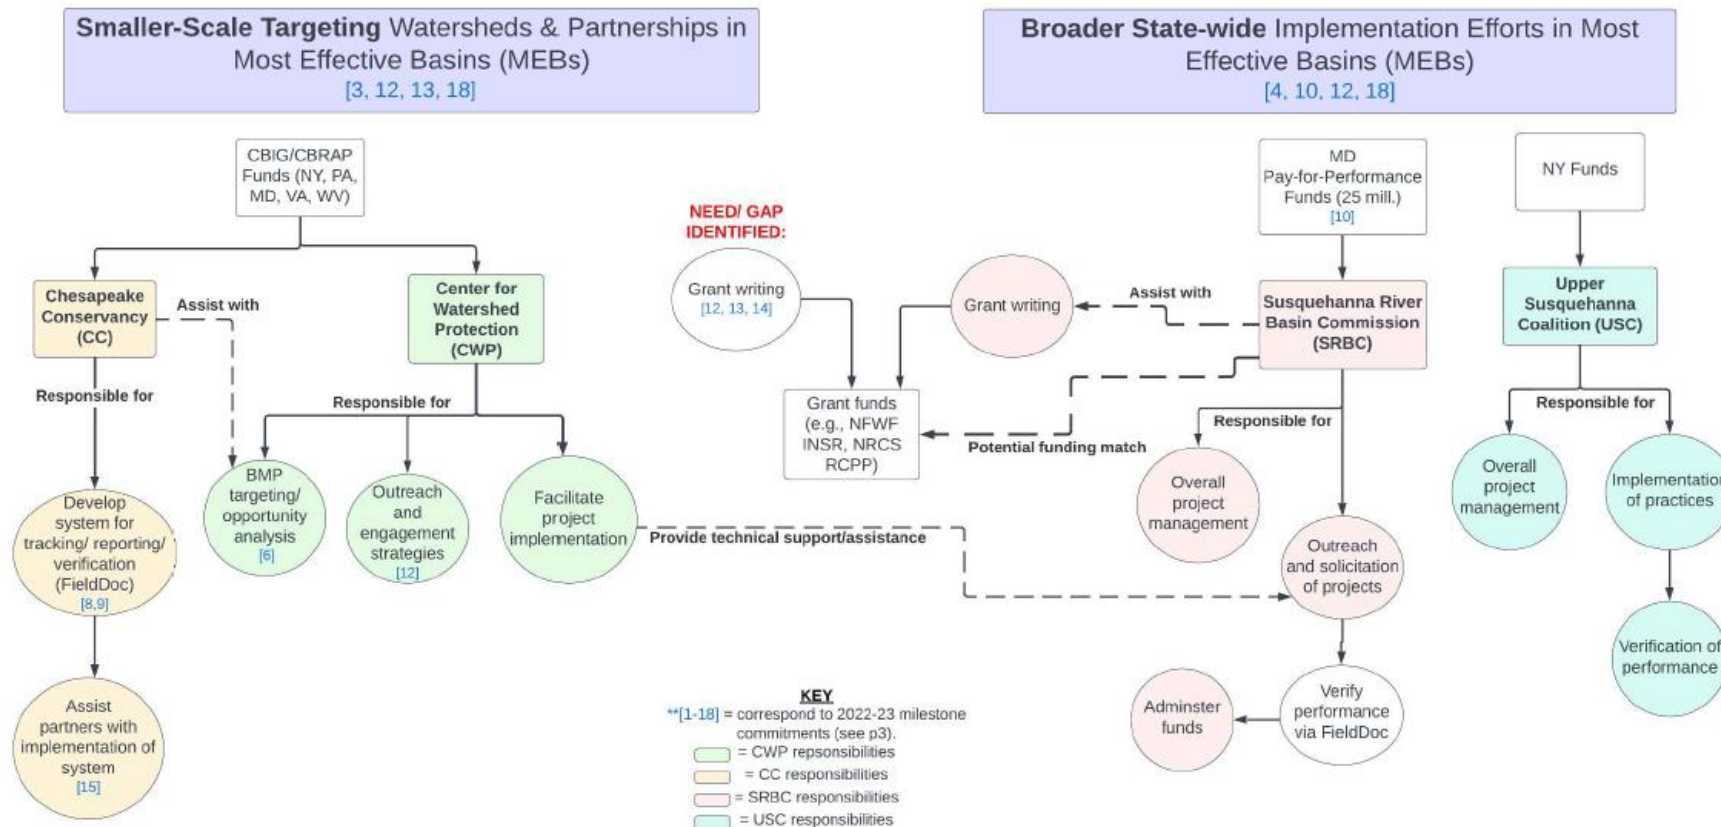 Smaller-Scale Targeting Watersheds & Partnerships in
Most Effective Basins (MEBs)
[3, 12, 13, 18]
Broader State-wide Implementation Efforts in Most
Effective Basins (MEBs)
[4, 10, 12, 18]
CBIG/CBRAP
Funds (NY, PA,
MD, VA, WV)
MD
Pay-for-Performance
Funds (25 mill.)
[10]
NY Funds
NEED/ GAP
IDENTIFIED:
Grant writing
[12, 13, 14]
Grant writing
Assist with
Chesapeake
Conservancy
(CC)
Assist with
Center for
Watershed
Protection
(CWP)
Susquehanna River
Basin Commission
(SRBC)
Upper
Susquehanna
Coalition (USC)
Responsible for
Responsible for
Grant funds
(e.g., NFWF
INSR, NRCS
RCPP)
Potential funding match
Responsible for
Responsible for
Develop
system for
tracking/ reporting/
verification
(FieldDoc)
[8,9]
BMP
targeting/
opportunity
analysis
[6]
Outreach
and
engagement
strategies
[12]
Facilitate
project
implementation
Provide technical support/assistance
Overall
project
management
Outreach
and solicitation
of projects
Overall
project
management
Implementation
of practices
Verification of
performance
Assist
partners with
implementation of
system
[15]
Adminster
funds
Verify
performance
via FieldDoc
KEY
**[1-18] = correspond to 2022-23 milestone
commitments (see p3).
= CWP repsonsibilities
= CC responsibilities
= SRBC responsibilities
= USC responsibilities